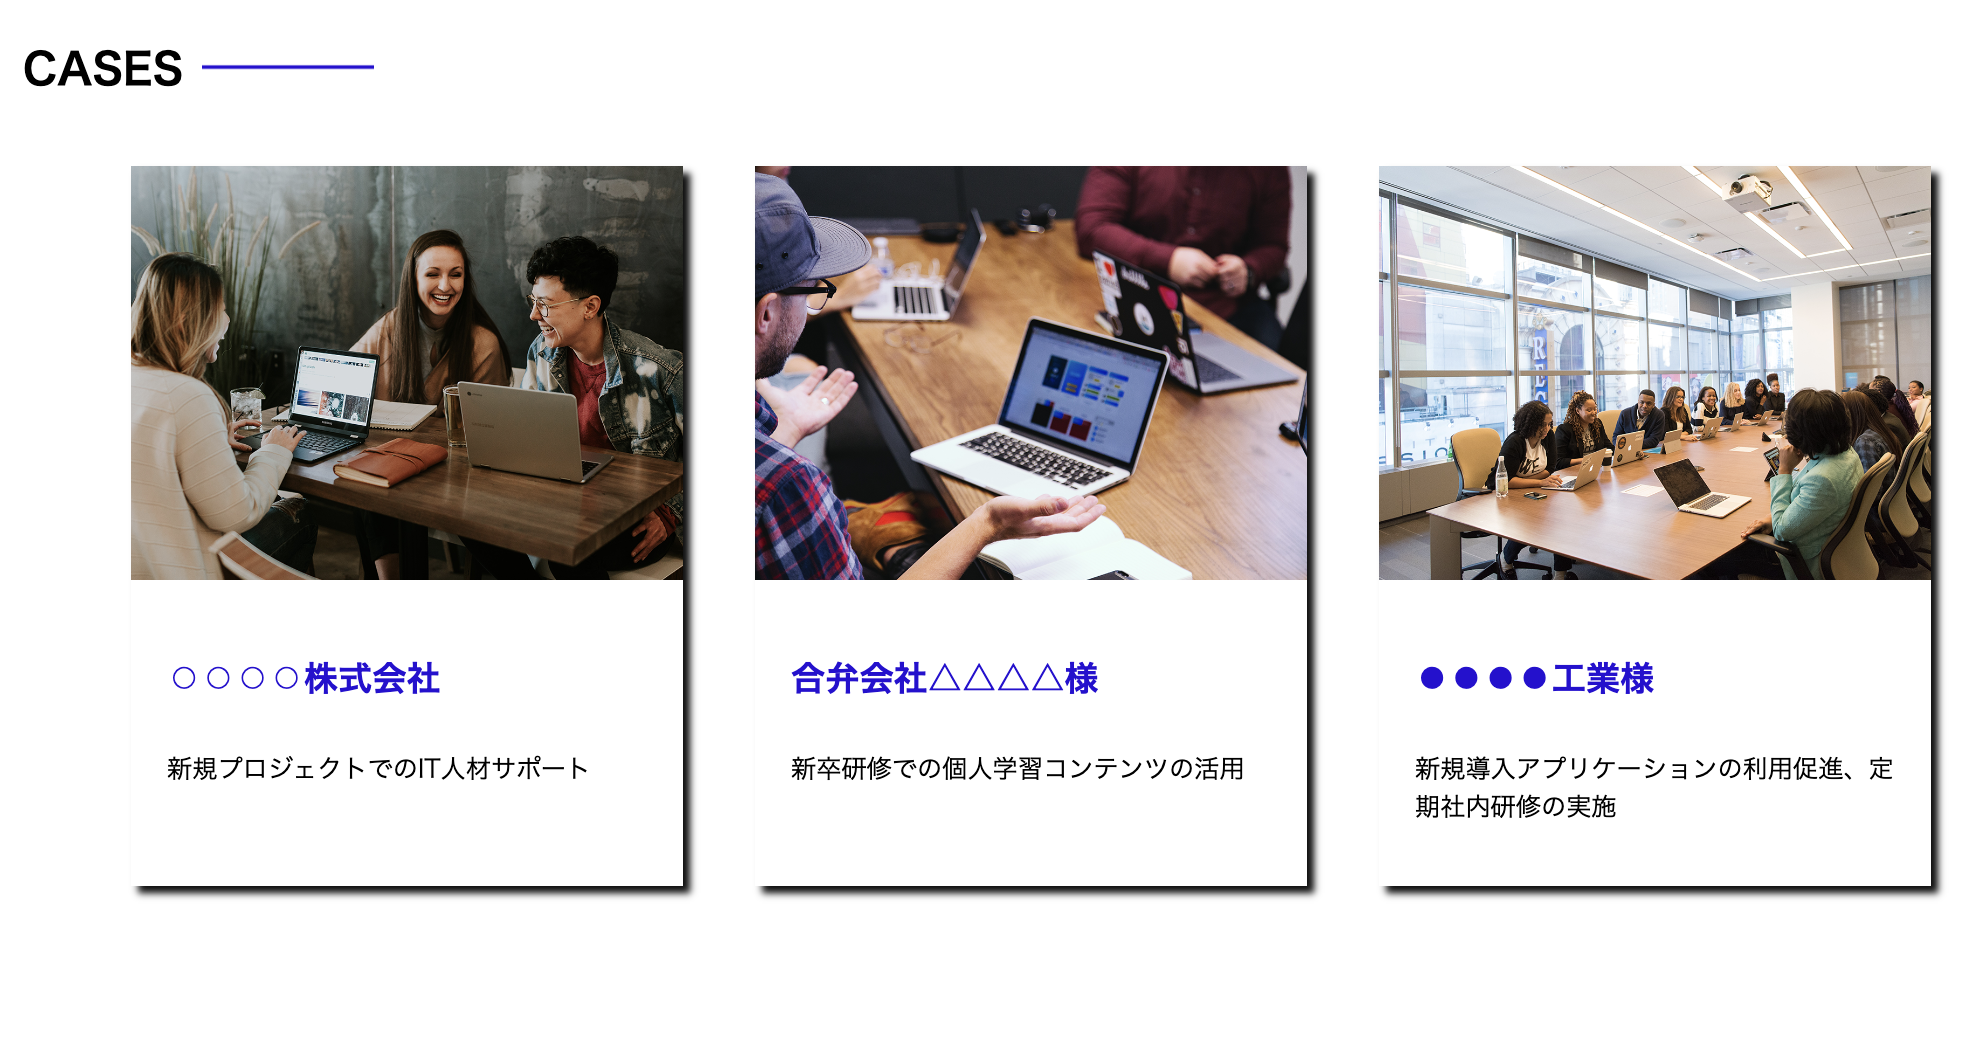 CASES
○○○○株式会社
新規プロジェクトでのIT人材サポート
合弁会社△△△△様
新卒研修での個人学習コンテンツの活用
●●●●工業様
新規導入アプリケーションの利用促進、定
期社内研修の実施